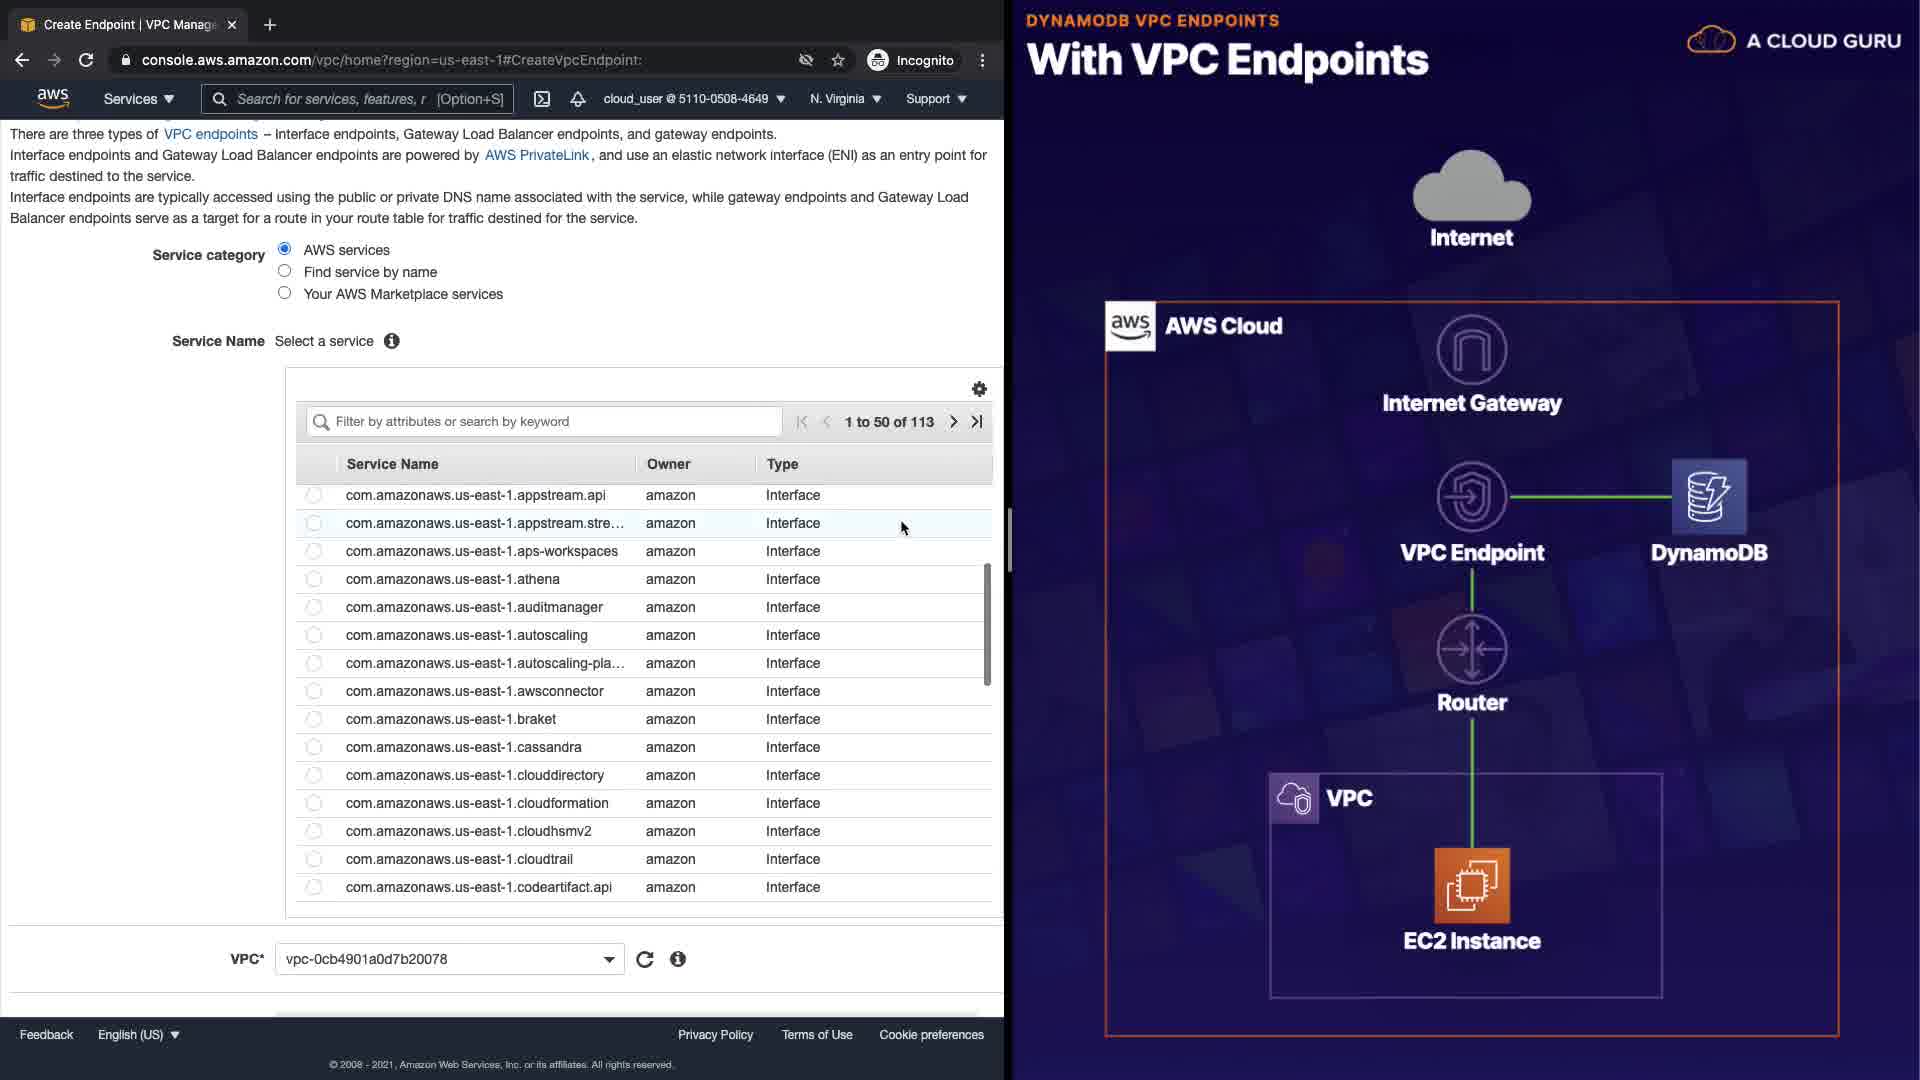 Create Endpoint | VPC Manage
console.aws.amazon.com/vpc/home?region=us-east-1#CreateVpcEndpoint:
Incognito
aws
Services
Search for services, features, r [Option+S]
cloud_user @ 5110-0508-4649
N. Virginia
Support
There are three types of VPC endpoints – Interface endpoints, Gateway Load Balancer endpoints, and gateway endpoints.
Interface endpoints and Gateway Load Balancer endpoints are powered by AWS PrivateLink, and use an elastic network interface (ENI) as an entry point for
traffic destined to the service.
Interface endpoints are typically accessed using the public or private DNS name associated with the service, while gateway endpoints and Gateway Load
Balancer endpoints serve as a target for a route in your route table for traffic destined for the service.
Service category
AWS services
Find service by name
Your AWS Marketplace services
Service Name Select a service
Filter by attributes or search by keyword
1 to 50 of 113
Service Name Owner Type
com.amazonaws.us-east-1.appstream.api amazon Interface
com.amazonaws.us-east-1.appstream.stre... amazon Interface
com.amazonaws.us-east-1.aps-workspaces amazon Interface
com.amazonaws.us-east-1.athena amazon Interface
com.amazonaws.us-east-1.auditmanager amazon Interface
com.amazonaws.us-east-1.autoscaling amazon Interface
com.amazonaws.us-east-1.autoscaling-pla... amazon Interface
com.amazonaws.us-east-1.awsconnector amazon Interface
com.amazonaws.us-east-1.braket amazon Interface
com.amazonaws.us-east-1.cassandra amazon Interface
com.amazonaws.us-east-1.clouddirectory amazon Interface
com.amazonaws.us-east-1.cloudformation amazon Interface
com.amazonaws.us-east-1.cloudhsmv2 amazon Interface
com.amazonaws.us-east-1.cloudtrail amazon Interface
com.amazonaws.us-east-1.codeartifact.api amazon Interface
VPC* vpc-0cb4901a0d7b20078
Feedback
English (US)
Privacy Policy
Terms of Use
Cookie preferences
© 2008 - 2021, Amazon Web Services, Inc. or its affiliates. All rights reserved.
DYNAMODB VPC ENDPOINTS
With VPC Endpoints
A CLOUD GURU
Internet
aws
AWS Cloud
Internet Gateway
VPC Endpoint
DynamoDB
Router
VPC
EC2 Instance